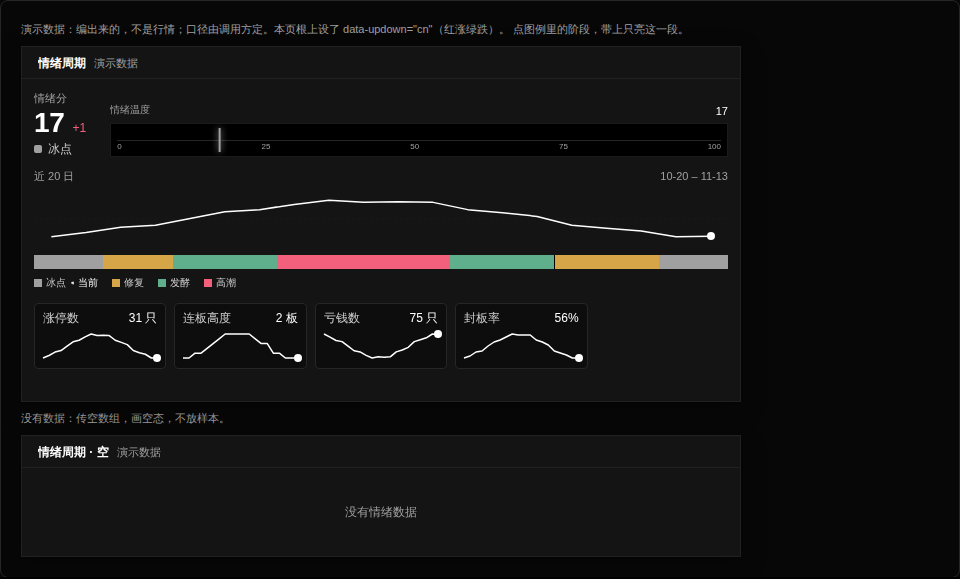 演示数据：编出来的，不是行情；口径由调用方定。本页根上设了 data-updown="cn"（红涨绿跌）。 点图例里的阶段，带上只亮这一段。
情绪周期 演示数据
情绪分
17 +1
冰点
情绪温度 17
0 25 50 75 100
近 20 日 10-20 – 11-13
冰点 • 当前 修复 发酵 高潮
涨停数 31 只
连板高度 2 板
亏钱数 75 只
封板率 56%
没有数据：传空数组，画空态，不放样本。
情绪周期 · 空 演示数据
没有情绪数据